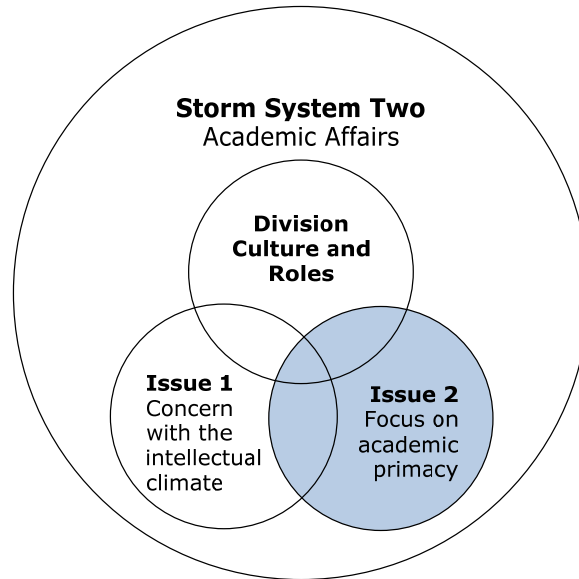 Storm System Two
Academic Affairs
Division
Culture and
Roles
Issue 1
Concern
with the
intellectual
climate
Issue 2
Focus on
academic
primacy